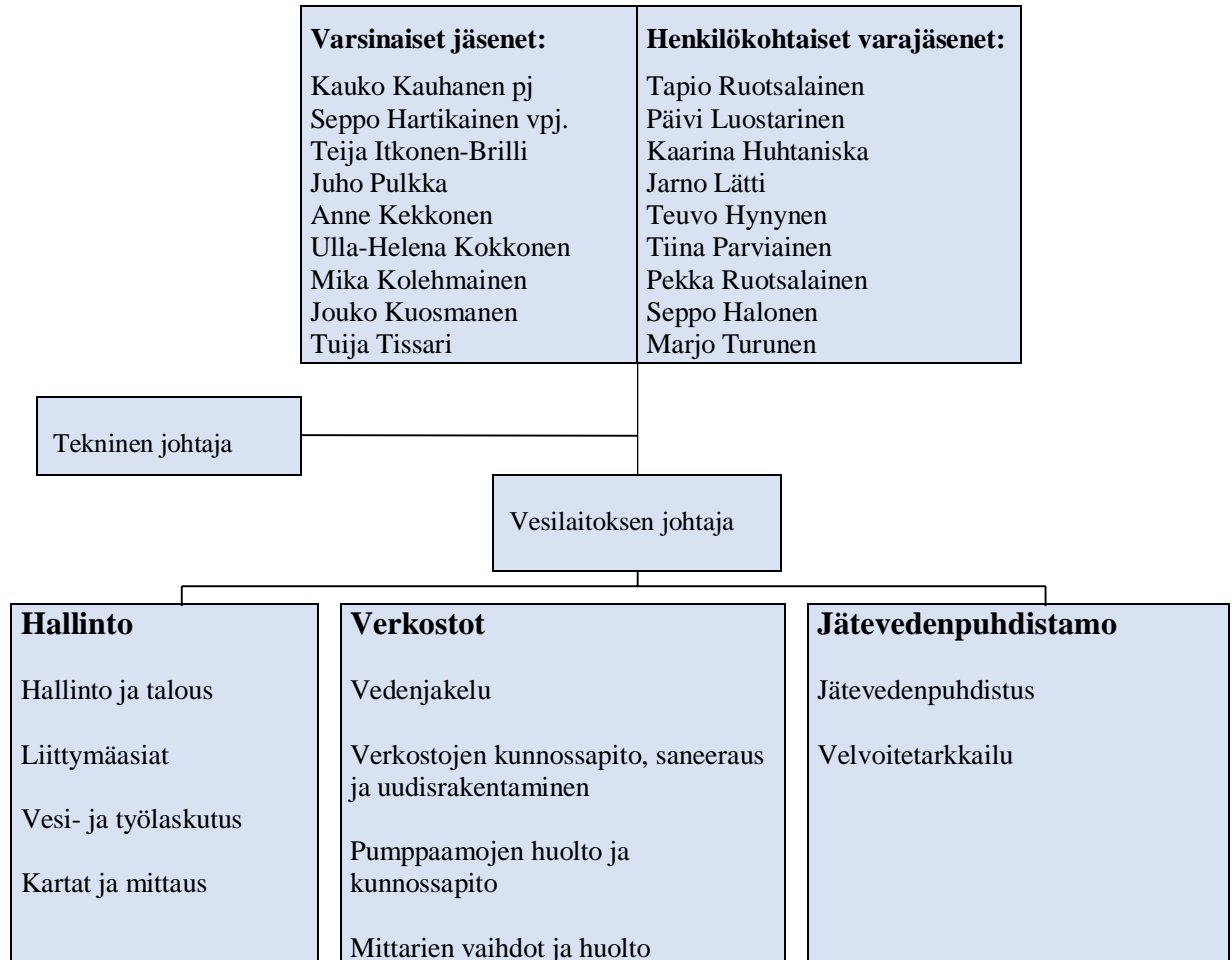 Varsinaiset jäsenet:
Kauko Kauhanen pj
Seppo Hartikainen vpj.
Teija Itkonen-Brilli
Juho Pulkka
Anne Kekkonen
Ulla-Helena Kokkonen
Mika Kolehmainen
Jouko Kuosmanen
Tuija Tissari
Henkilökohtaiset varajäsenet:
Tapio Ruotsalainen
Päivi Luostarinen
Kaarina Huhtaniska
Jarno Lätti
Teuvo Hynynen
Tiina Parviainen
Pekka Ruotsalainen
Seppo Halonen
Marjo Turunen
Tekninen johtaja
Vesilaitoksen johtaja
Hallinto
Hallinto ja talous
Liittymäasiat
Vesi- ja työlaskutus
Kartat ja mittaus
Verkostot
Vedenjakelu
Verkostojen kunnossapito, saneeraus
ja uudisrakentaminen
Pumppaamojen huolto ja
kunnossapito
Mittarien vaihdot ja huolto
Jätevedenpuhdistamo
Jätevedenpuhdistus
Velvoitetarkkailu